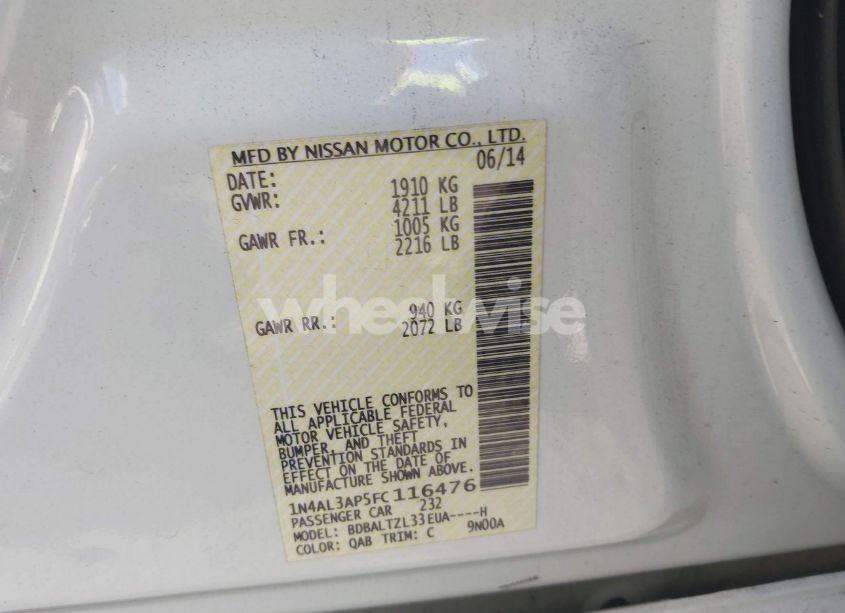 MFD BY NISSAN MOTOR CO., LTD.
DATE: 06/14
GVWR: 1910 KG
4211 LB
GAWR FR.: 1005 KG
2216 LB
GAWR RR.: 940 KG
2072 LB
wheelwise
THIS VEHICLE CONFORMS TO
ALL APPLICABLE FEDERAL
MOTOR VEHICLE SAFETY,
BUMPER, AND THEFT
PREVENTION STANDARDS IN
EFFECT ON THE DATE OF
MANUFACTURE SHOWN ABOVE.
1N4AL3AP5FC116476
PASSENGER CAR 232
MODEL: BDBALTZL33EUA----H
COLOR: QAB TRIM: C 9N00A